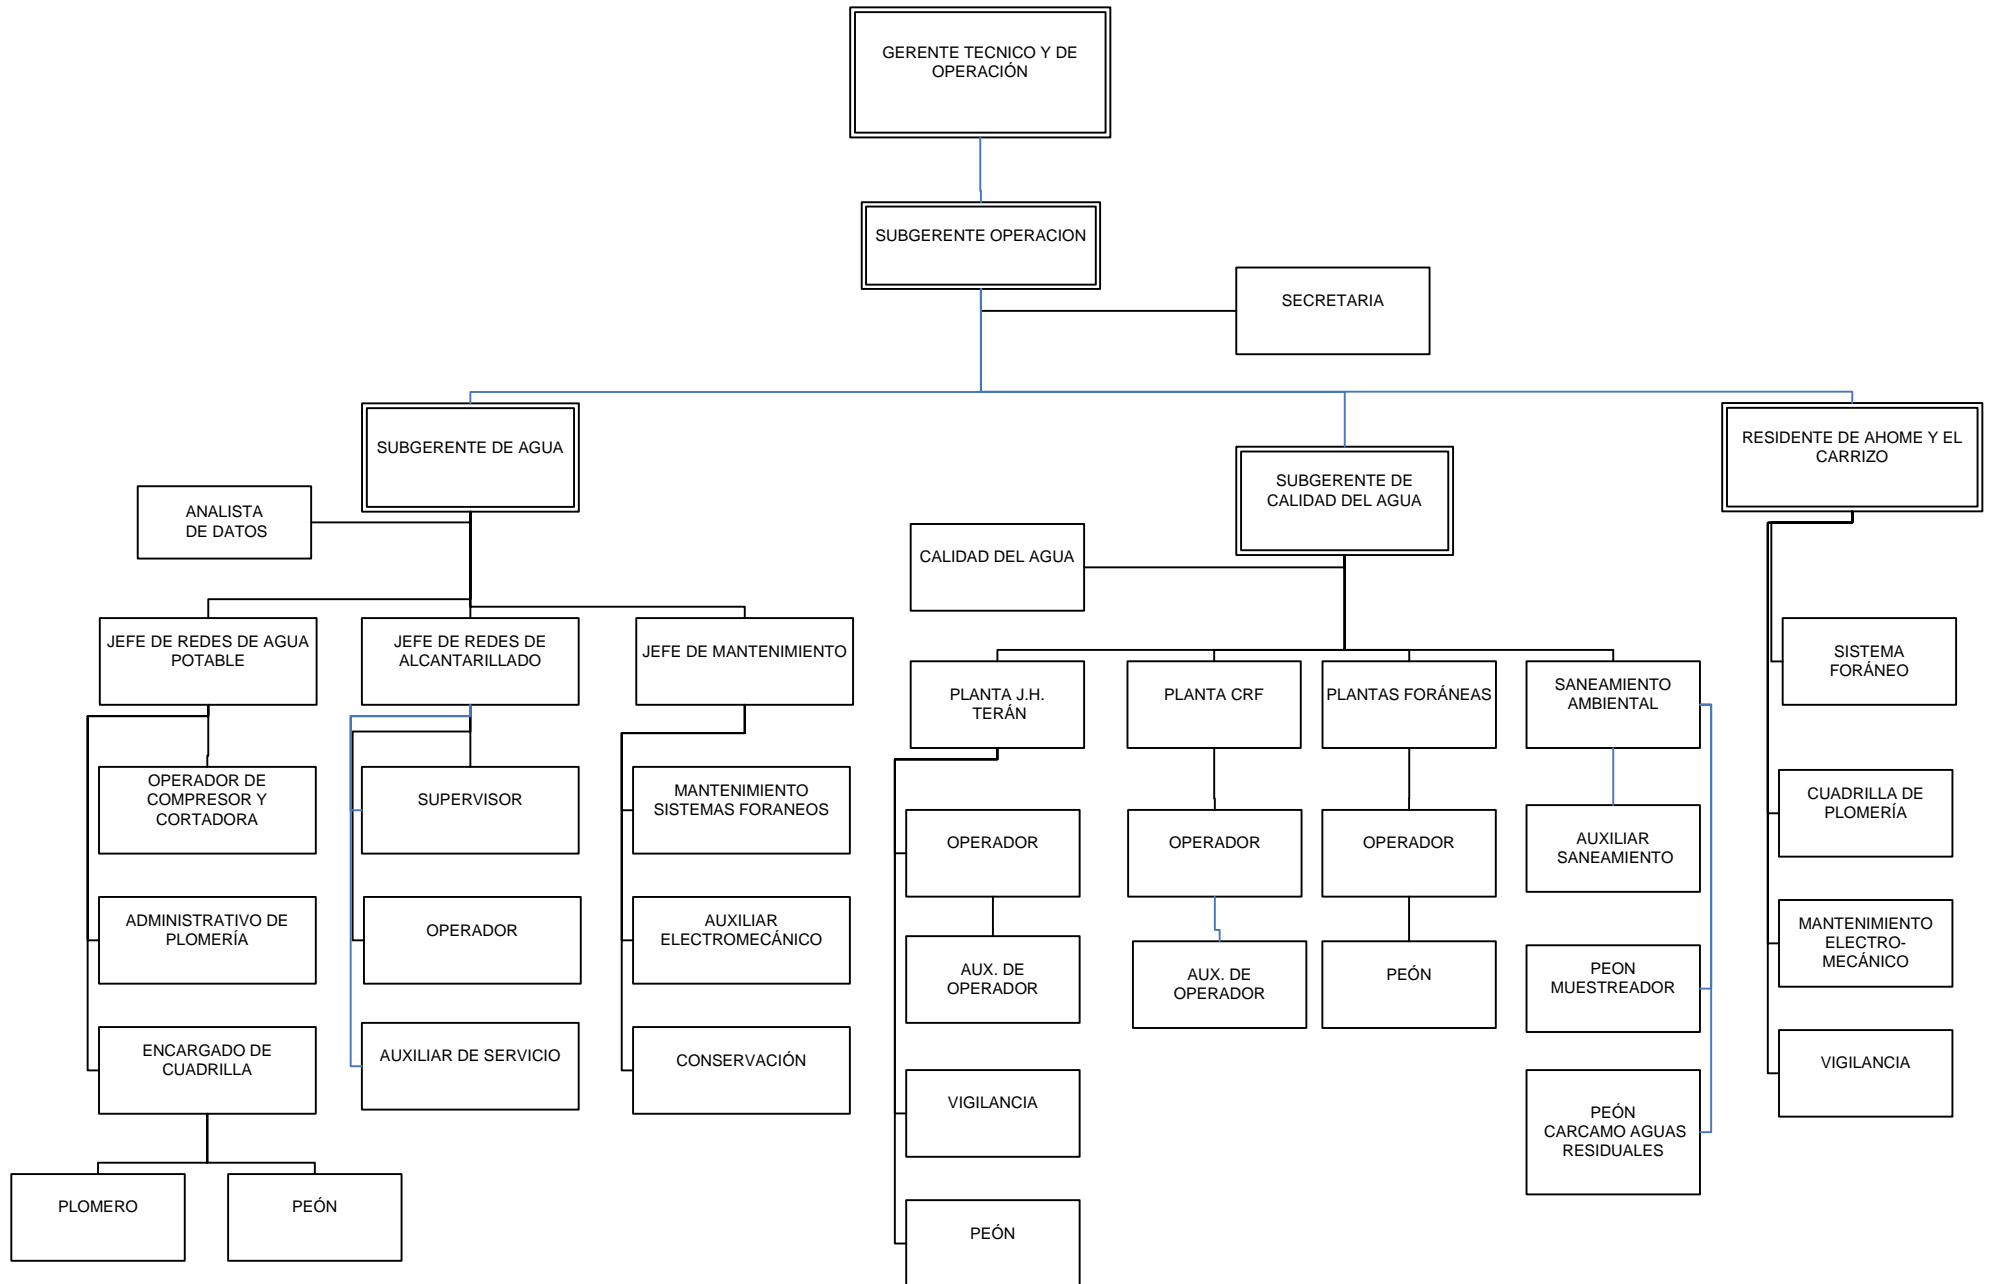 GERENTE TECNICO Y DE
OPERACIÓN
SUBGERENTE OPERACION
SECRETARIA
SUBGERENTE DE AGUA
SUBGERENTE DE
CALIDAD DEL AGUA
RESIDENTE DE AHOME Y EL
CARRIZO
ANALISTA
DE DATOS
CALIDAD DEL AGUA
JEFE DE REDES DE AGUA
POTABLE
JEFE DE REDES DE
ALCANTARILLADO
JEFE DE MANTENIMIENTO
PLANTA J.H.
TERÁN
PLANTA CRF
PLANTAS FORÁNEAS
SANEAMIENTO
AMBIENTAL
SISTEMA
FORÁNEO
OPERADOR DE
COMPRESOR Y
CORTADORA
SUPERVISOR
MANTENIMIENTO
SISTEMAS FORANEOS
OPERADOR
OPERADOR
OPERADOR
AUXILIAR
SANEAMIENTO
CUADRILLA DE
PLOMERÍA
ADMINISTRATIVO DE
PLOMERÍA
OPERADOR
AUXILIAR
ELECTROMECÁNICO
AUX. DE
OPERADOR
AUX. DE
OPERADOR
PEÓN
PEON
MUESTREADOR
MANTENIMIENTO
ELECTRO-
MECÁNICO
ENCARGADO DE
CUADRILLA
AUXILIAR DE SERVICIO
CONSERVACIÓN
VIGILANCIA
PEÓN
CARCAMO AGUAS
RESIDUALES
VIGILANCIA
PLOMERO
PEÓN
PEÓN